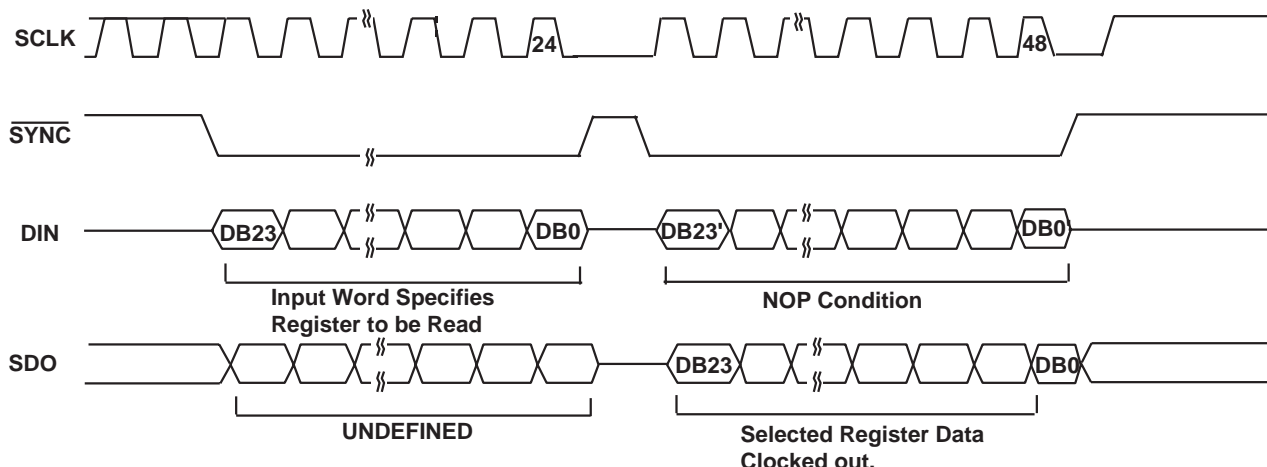 SCLK
24
48
SYNC
DIN
DB23
DB0
DB23'
DB0'
Input Word Specifies
Register to be Read
NOP Condition
SDO
DB23
DB0
UNDEFINED
Selected Register Data
Clocked out.